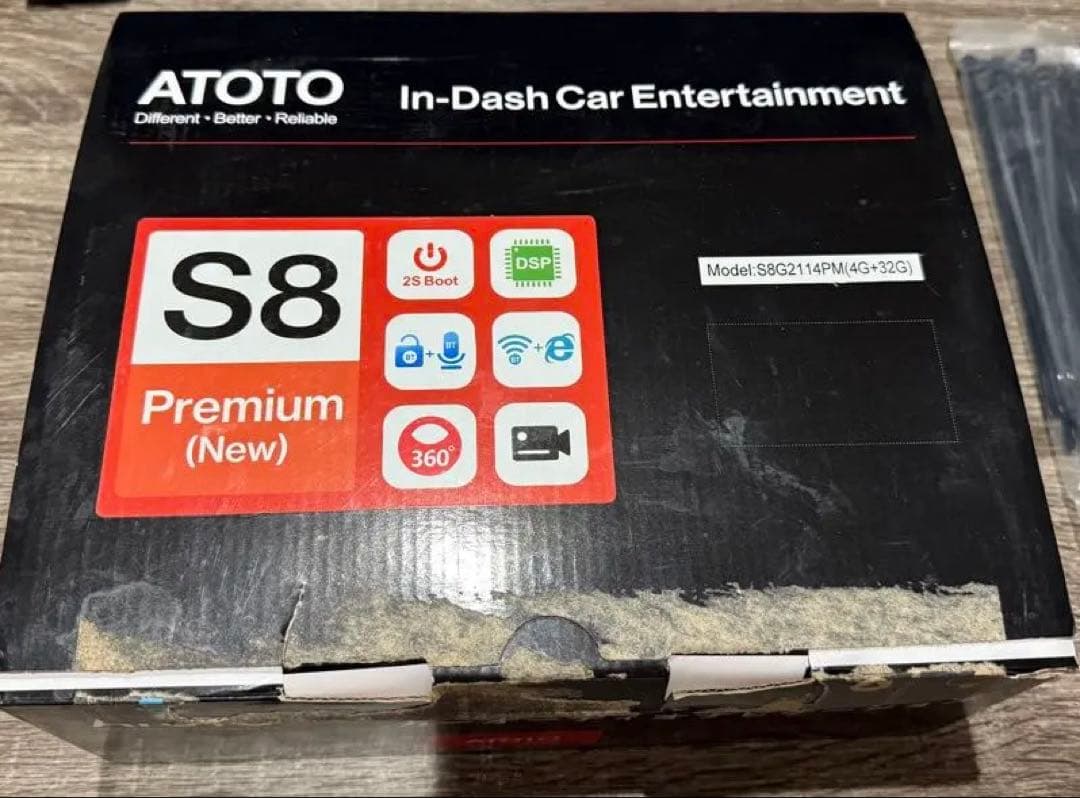 ATOTO
Different • Better • Reliable
In-Dash Car Entertainment
S8
Premium
(New)
2S Boot
DSP
BT
+
BT
BT
+
360°
Model:S8G2114PM(4G+32G)